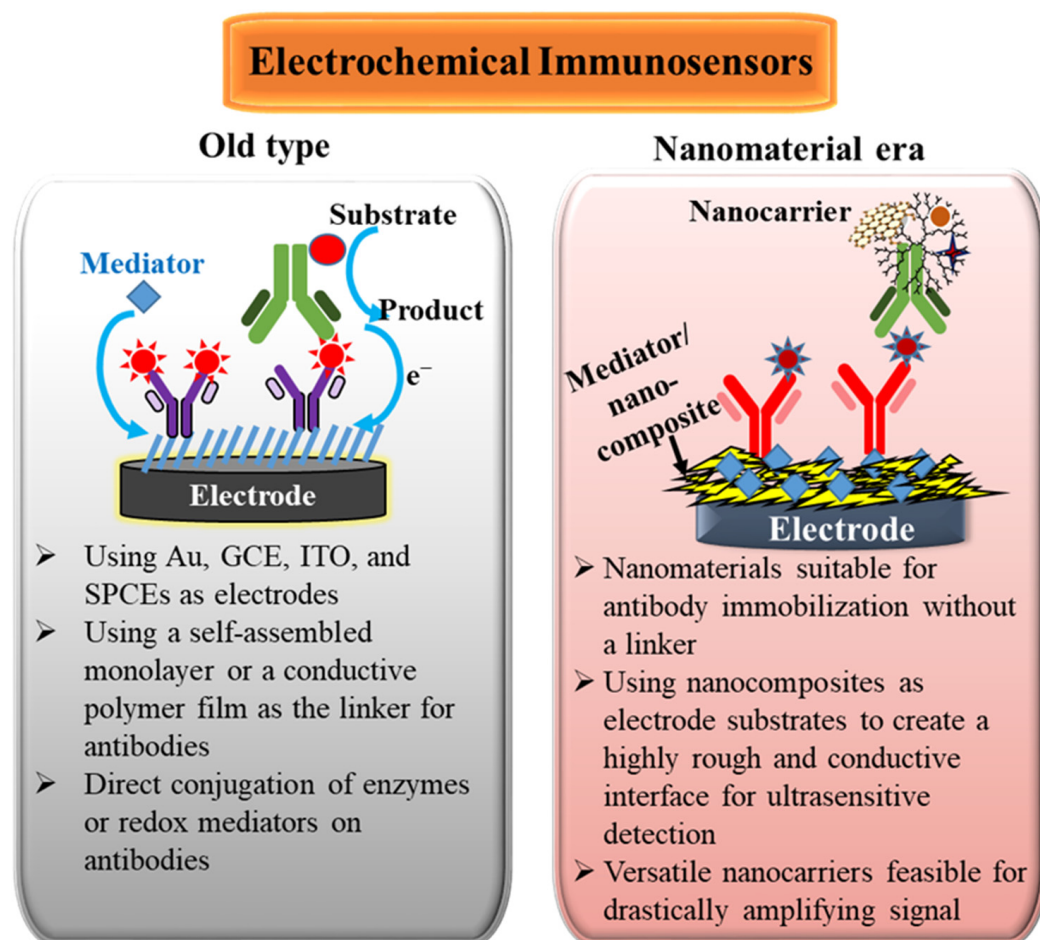 Electrochemical Immunosensors
Old type
Substrate
Mediator
Product
e⁻
Electrode
➢ Using Au, GCE, ITO, and
SPCEs as electrodes
➢ Using a self-assembled
monolayer or a conductive
polymer film as the linker for
antibodies
➢ Direct conjugation of enzymes
or redox mediators on
antibodies
Nanomaterial era
Nanocarrier
Mediator/
nano-
composite
Electrode
➢ Nanomaterials suitable for
antibody immobilization without
a linker
➢ Using nanocomposites as
electrode substrates to create a
highly rough and conductive
interface for ultrasensitive
detection
➢ Versatile nanocarriers feasible for
drastically amplifying signal